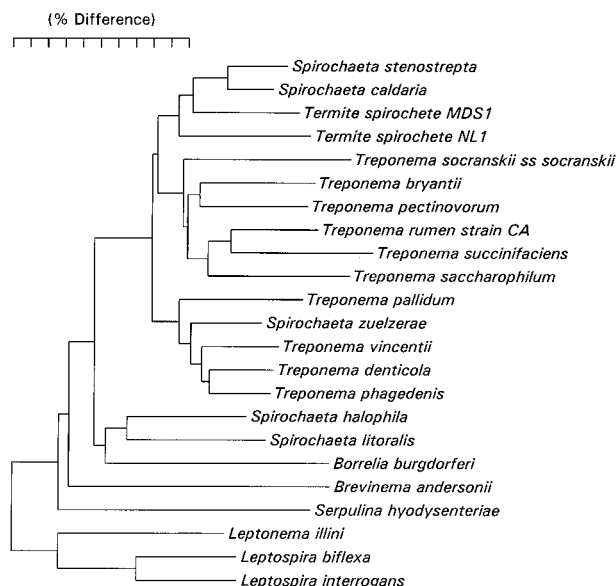 (% Difference)
Spirochaeta stenostrepta
Spirochaeta caldaria
Termite spirochete MDS1
Termite spirochete NL1
Treponema socranskii ss socranskii
Treponema bryantii
Treponema pectinovorum
Treponema rumen strain CA
Treponema succinifaciens
Treponema saccharophilum
Treponema pallidum
Spirochaeta zuelzerae
Treponema vincentii
Treponema denticola
Treponema phagedenis
Spirochaeta halophila
Spirochaeta litoralis
Borrelia burgdorferi
Brevinema andersonii
Serpulina hyodysenteriae
Leptonema illini
Leptospira biflexa
Leptospira interrogans